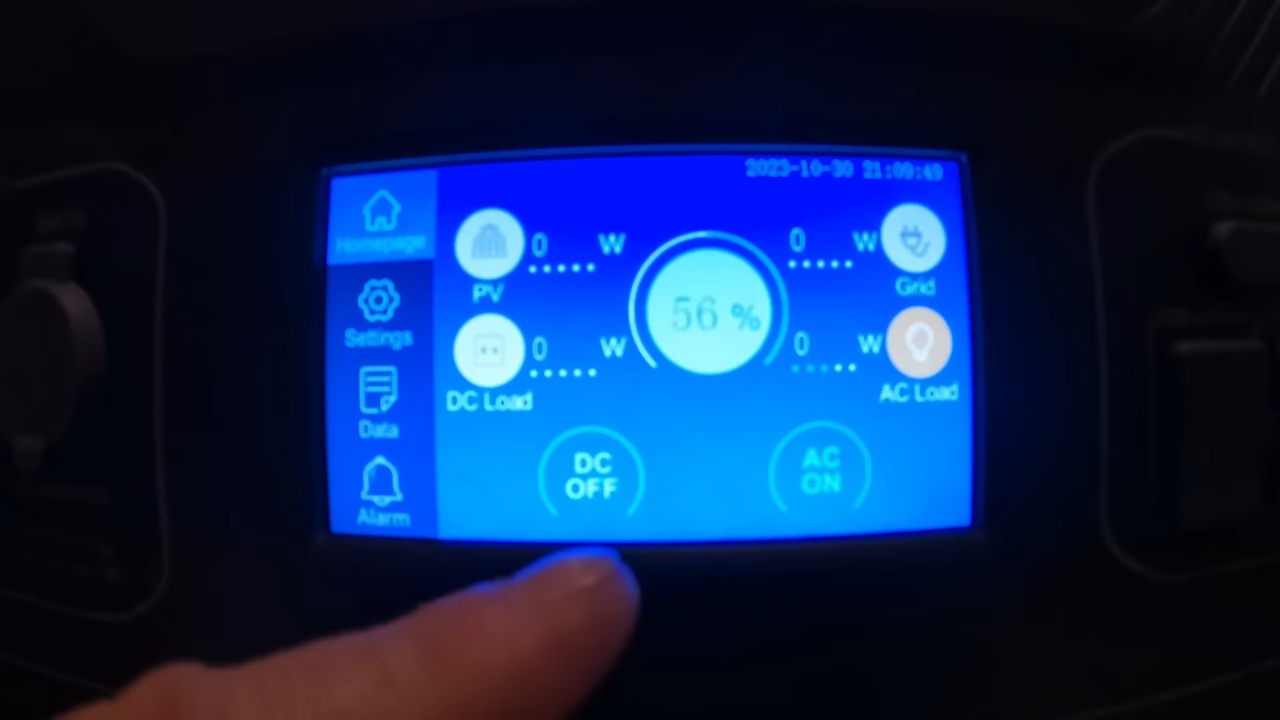 2023-10-30 21:09:49
Homepage
Settings
Data
Alarm
0 W
PV
0 W
DC Load
56 %
0 W
Grid
0 W
AC Load
DC
OFF
AC
ON